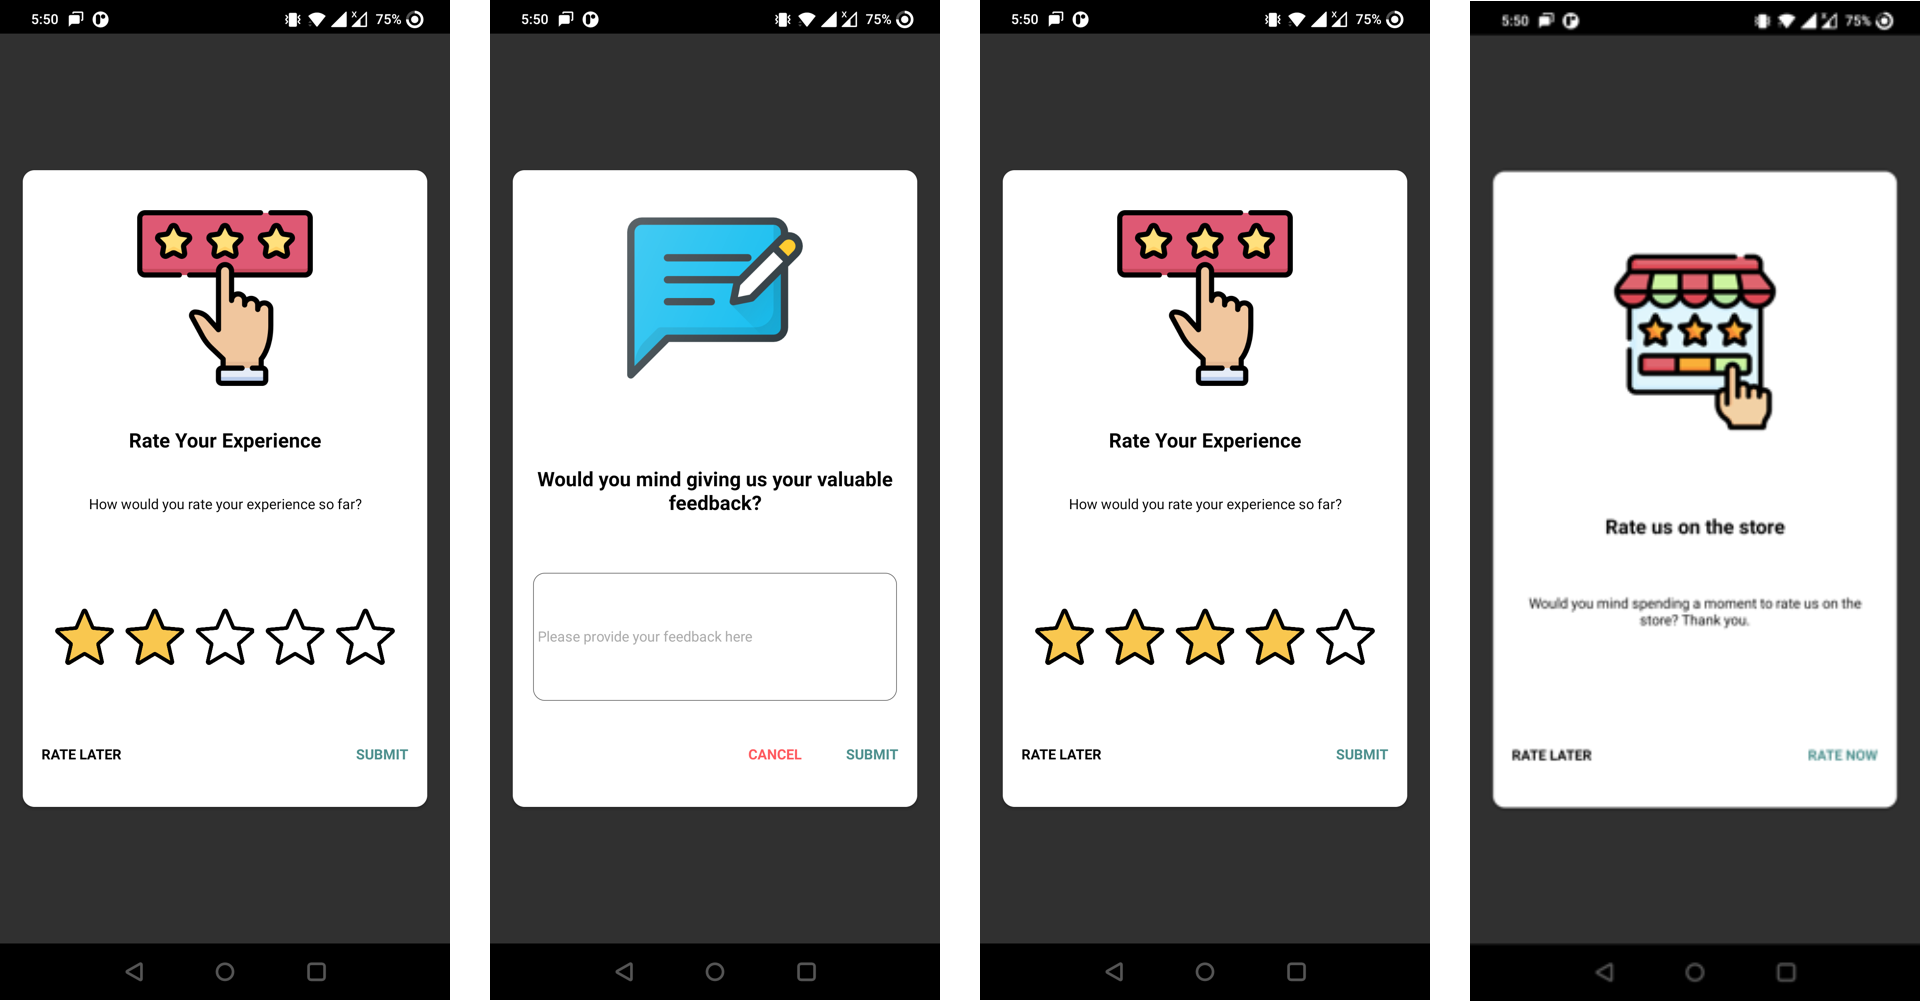 5:50 75%
Rate Your Experience
How would you rate your experience so far?
RATE LATER SUBMIT
5:50 75%
Would you mind giving us your valuable
feedback?
Please provide your feedback here
CANCEL SUBMIT
5:50 75%
Rate Your Experience
How would you rate your experience so far?
RATE LATER SUBMIT
5:50 75%
Rate us on the store
Would you mind spending a moment to rate us on the
store? Thank you.
RATE LATER RATE NOW